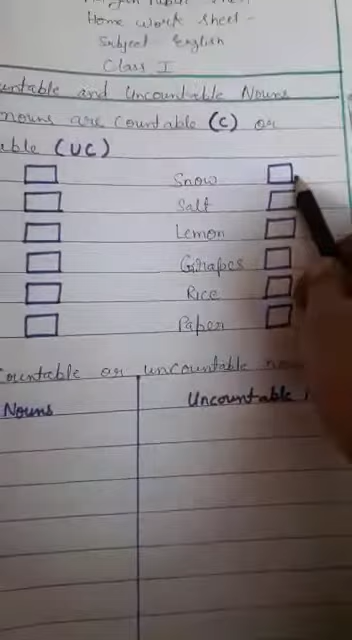 Home Work Sheet-
Subject- English
Class I
untable and Uncountable Nouns
nouns are Countable (C) or
able (UC)
Snow
Salt
Lemon
Grapes
Rice
Paper
Countable or uncountable
Nouns Uncountable